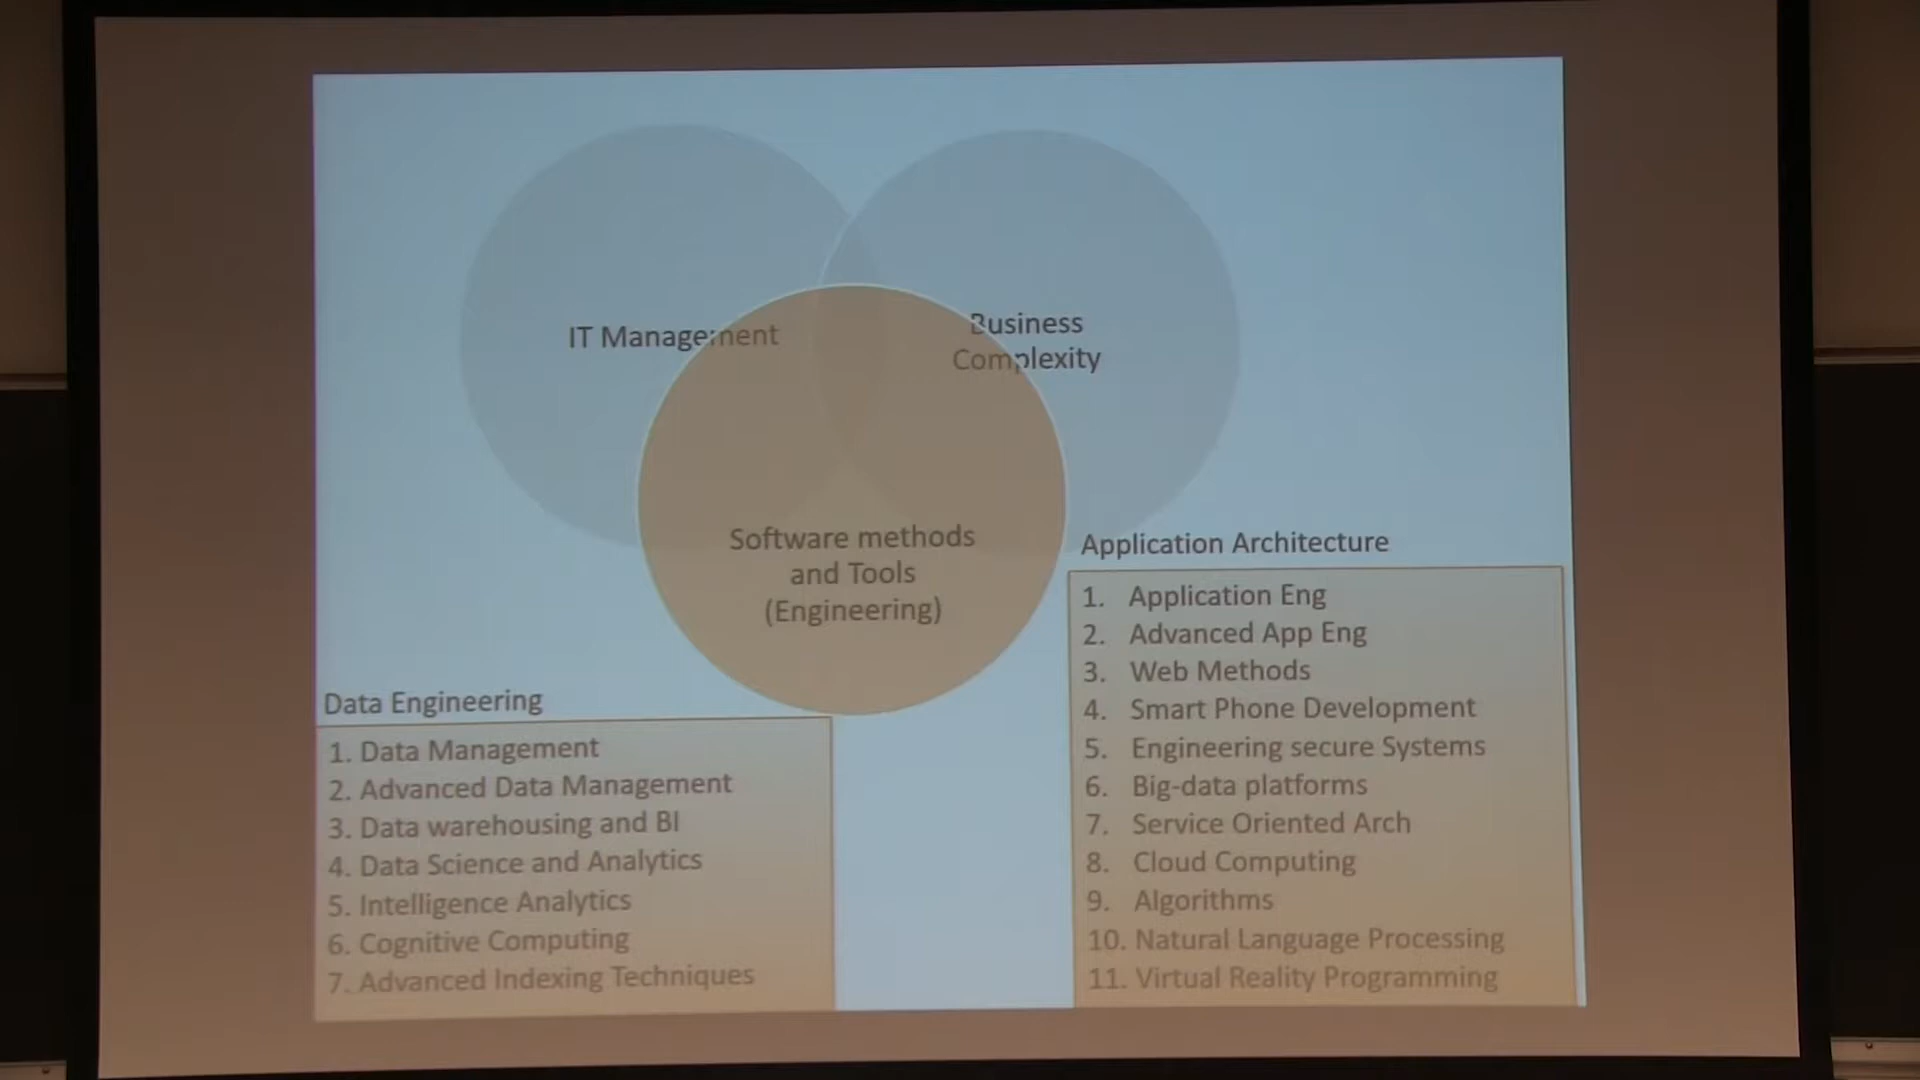 IT Management
Business
Complexity
Software methods
and Tools
(Engineering)
Application Architecture
1. Application Eng
2. Advanced App Eng
3. Web Methods
4. Smart Phone Development
5. Engineering secure Systems
6. Big-data platforms
7. Service Oriented Arch
8. Cloud Computing
9. Algorithms
10. Natural Language Processing
11. Virtual Reality Programming
Data Engineering
1. Data Management
2. Advanced Data Management
3. Data warehousing and BI
4. Data Science and Analytics
5. Intelligence Analytics
6. Cognitive Computing
7. Advanced Indexing Techniques